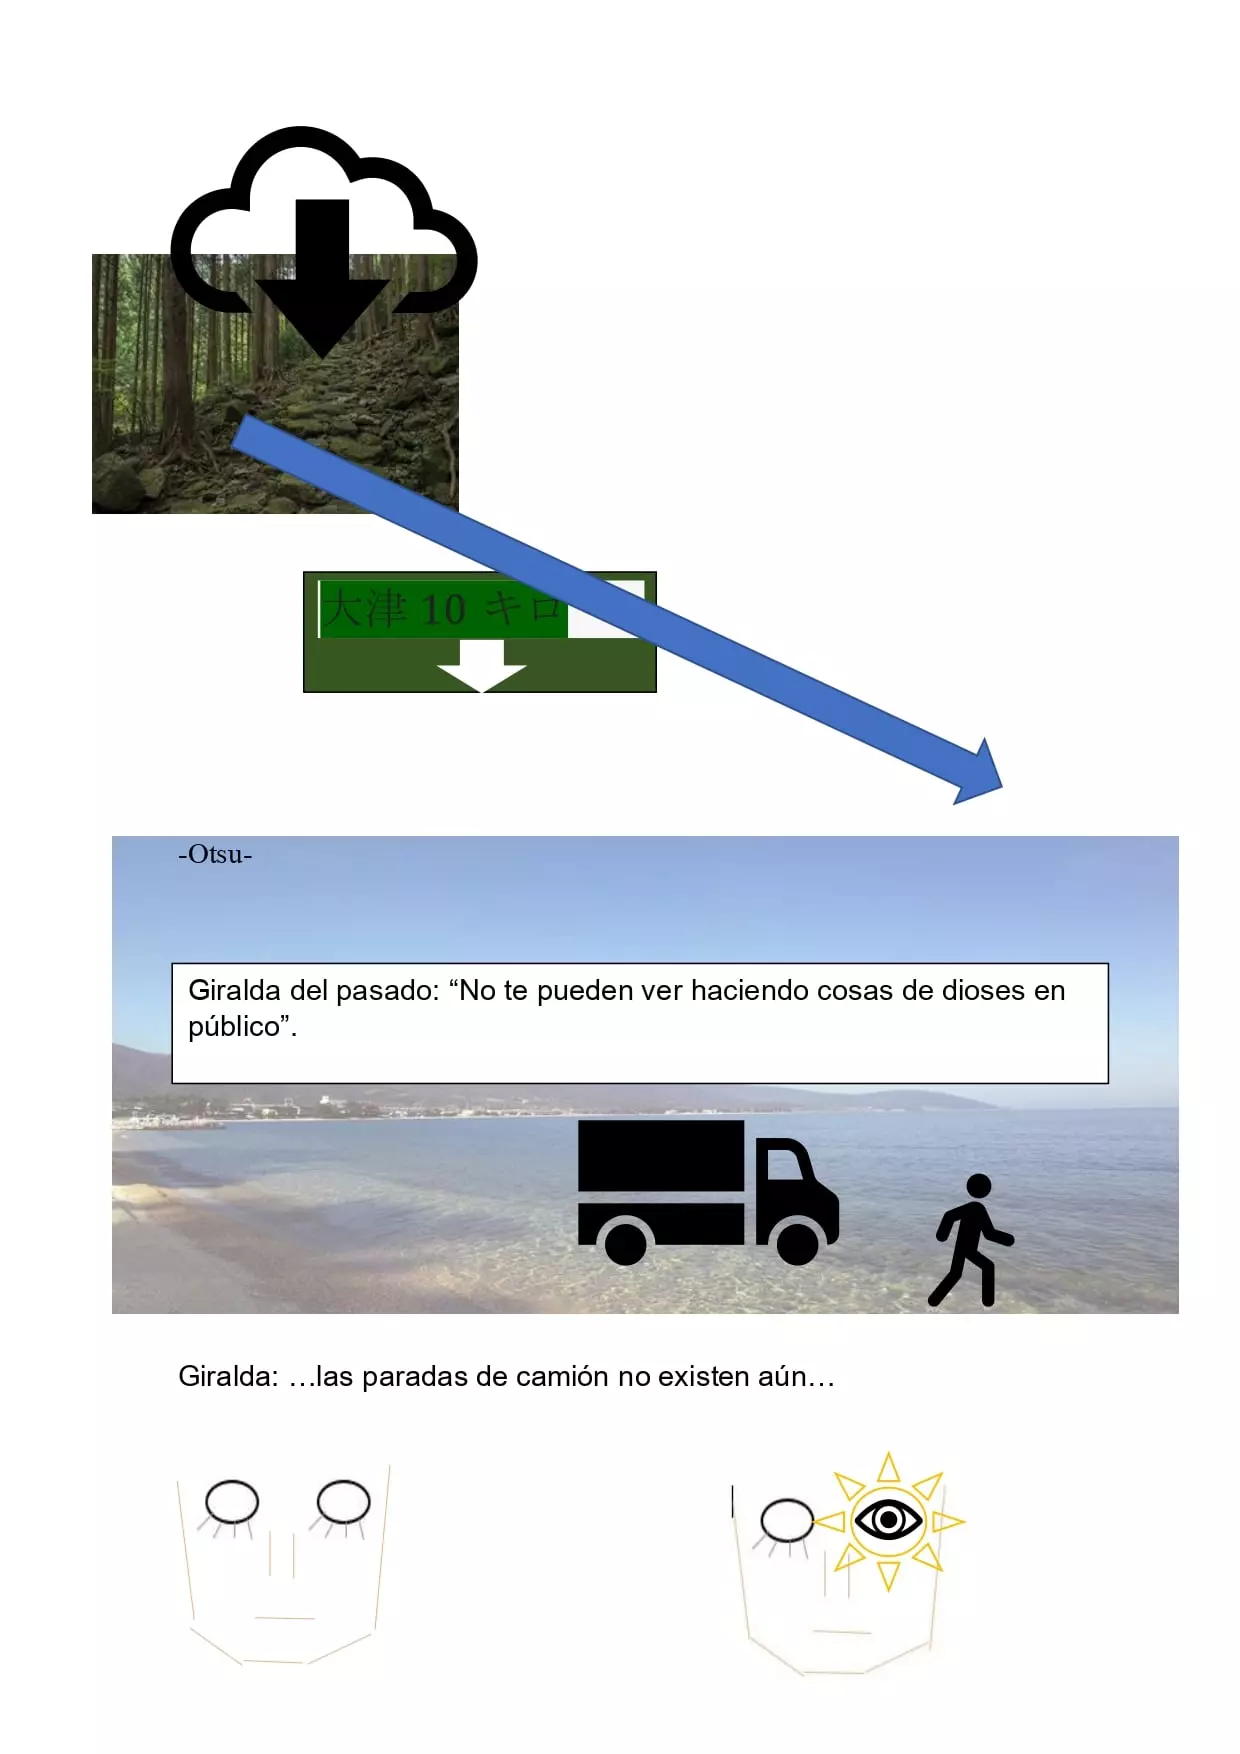 大津 10 キロ
-Otsu-
Giralda del pasado: “No te pueden ver haciendo cosas de dioses en
público”.
Giralda: …las paradas de camión no existen aún…